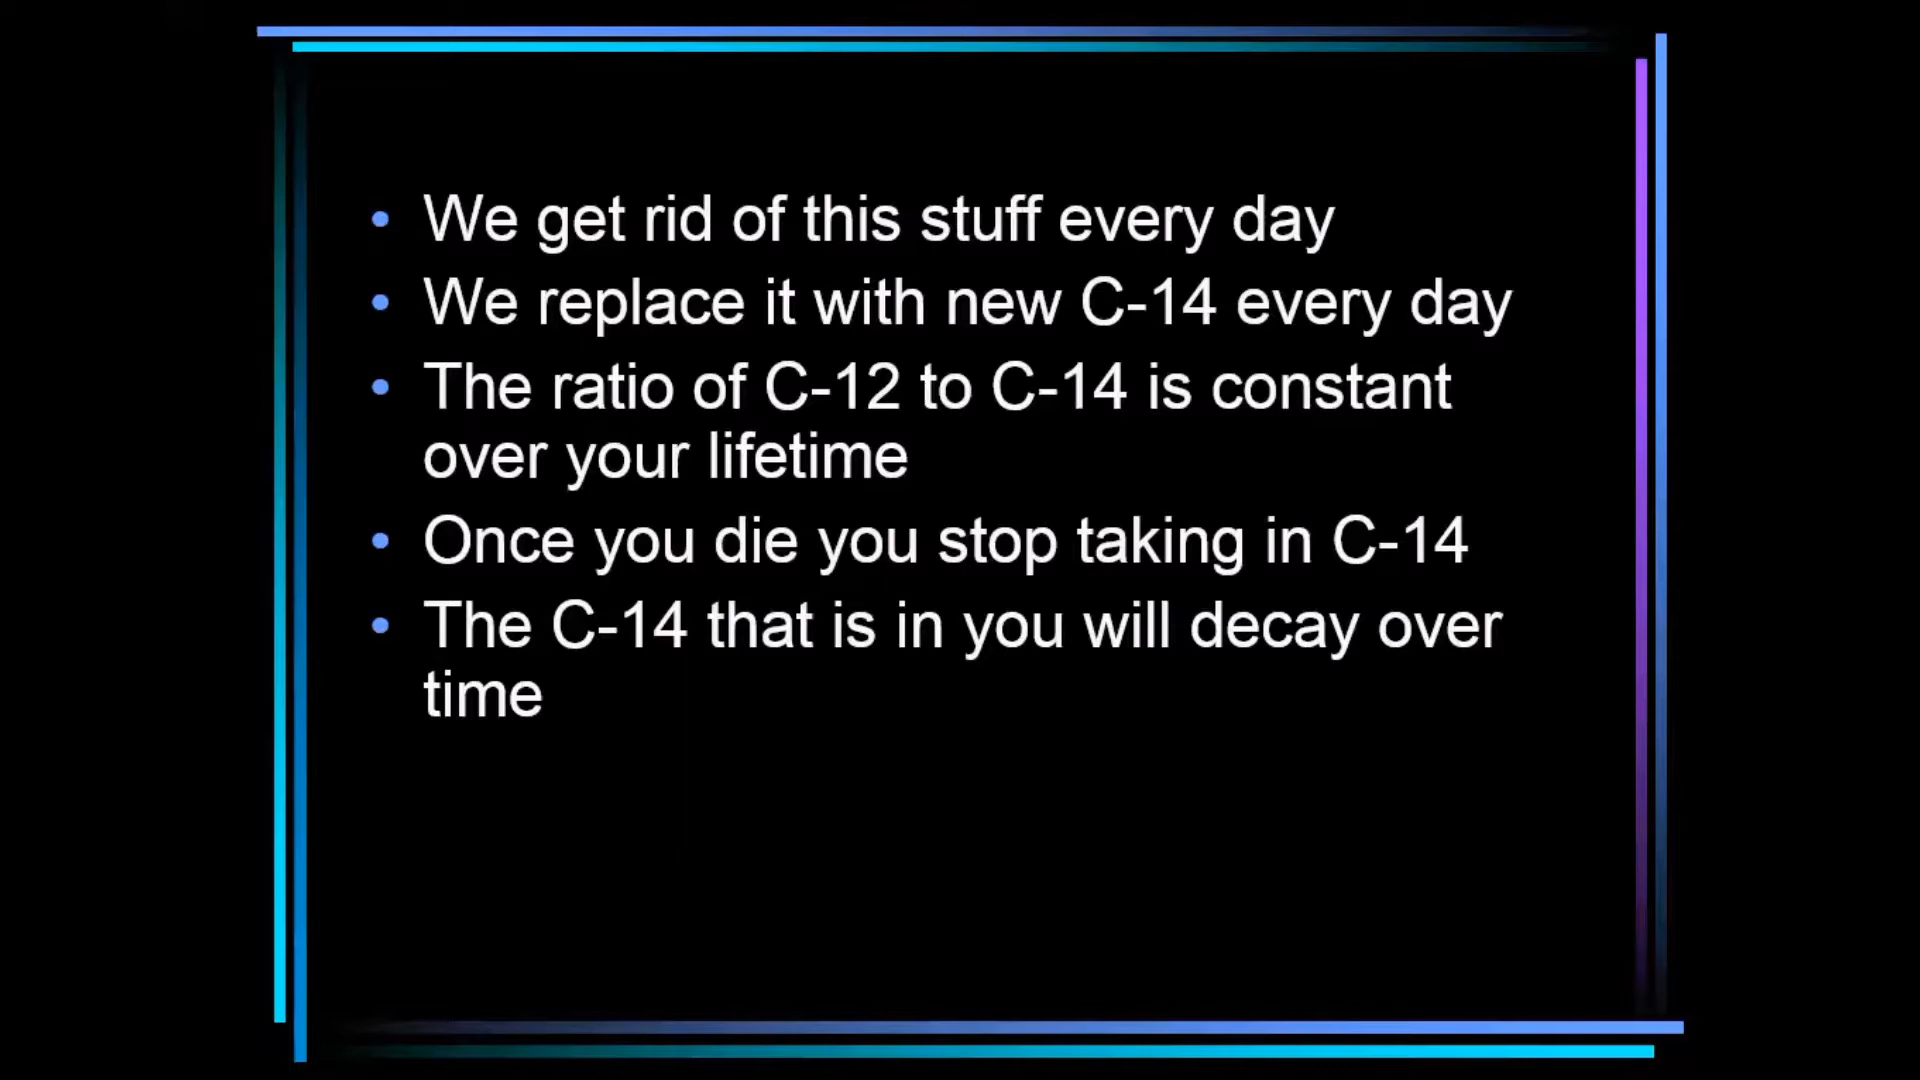 • We get rid of this stuff every day
• We replace it with new C-14 every day
• The ratio of C-12 to C-14 is constant
over your lifetime
• Once you die you stop taking in C-14
• The C-14 that is in you will decay over
time